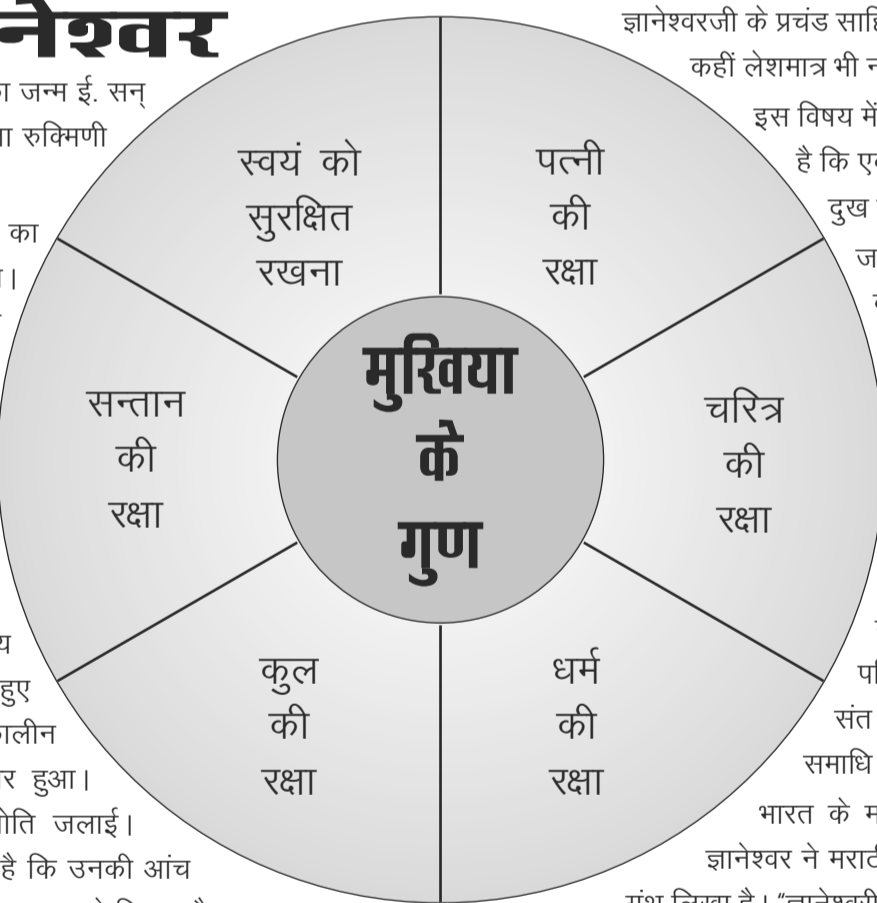 नेश्वर
जन्म ई. सन्
रुक्मिणी
का
हुए
हुआ।
जलाई।
है कि उनकी आंच
स्वयं को
सुरक्षित
रखना
पत्नी
की
रक्षा
सन्तान
की
रक्षा
मुखिया
के
गुण
चरित्र
की
रक्षा
कुल
की
रक्षा
धर्म
की
रक्षा
ज्ञानेश्वरजी के प्रचंड
कहीं लेशमात्र भी
इस विषय में
है कि
दुख
संत
समाधि
भारत के
ज्ञानेश्वर ने